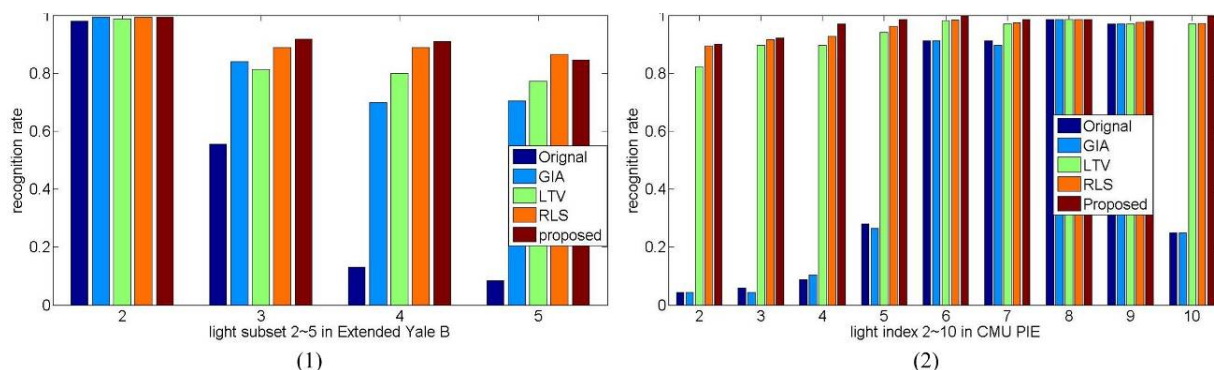 1
0.8
0.6
0.4
0.2
0
recognition rate
2 3 4 5
light subset 2~5 in Extended Yale B
Orignal
GIA
LTV
RLS
proposed
(1)
1
0.8
0.6
0.4
0.2
0
recognition rate
2 3 4 5 6 7 8 9 10
light index 2~10 in CMU PIE
Orignal
GIA
LTV
RLS
Proposed
(2)